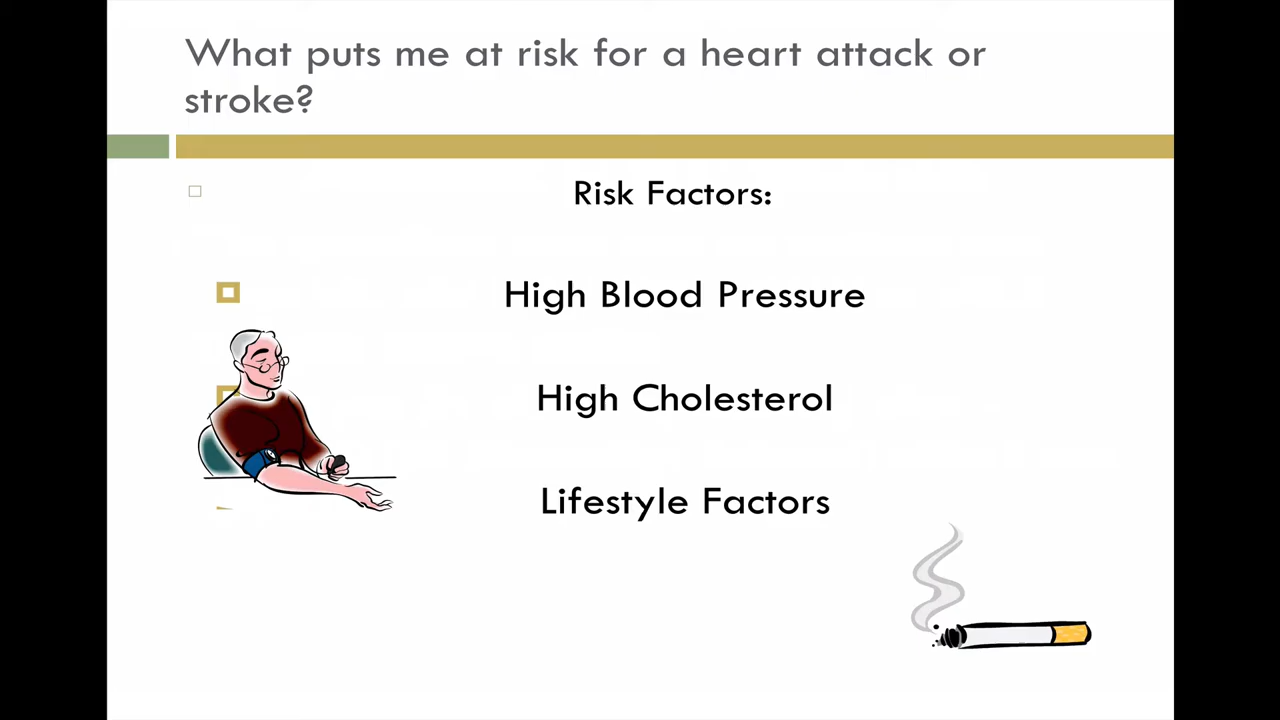 What puts me at risk for a heart attack or
stroke?
Risk Factors:
High Blood Pressure
High Cholesterol
Lifestyle Factors